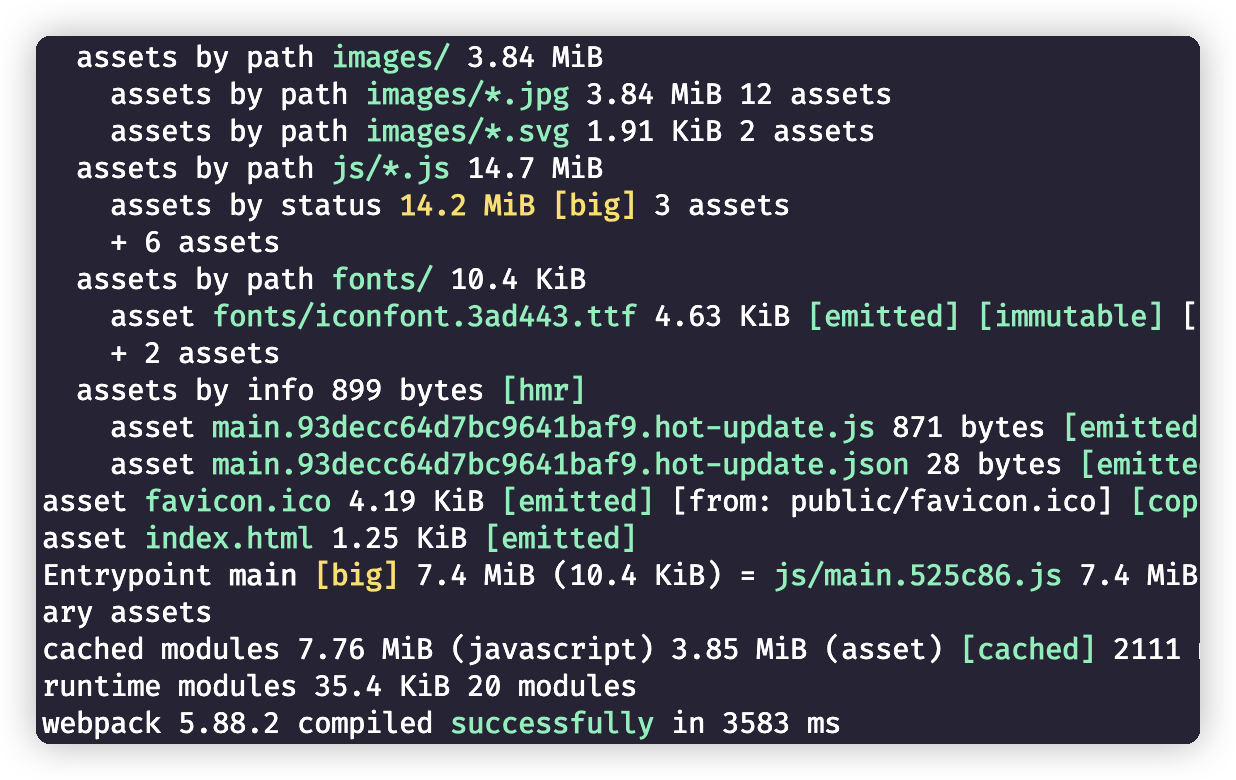 assets by path images/ 3.84 MiB
assets by path images/*.jpg 3.84 MiB 12 assets
assets by path images/*.svg 1.91 KiB 2 assets
assets by path js/*.js 14.7 MiB
assets by status 14.2 MiB [big] 3 assets
+ 6 assets
assets by path fonts/ 10.4 KiB
asset fonts/iconfont.3ad443.ttf 4.63 KiB [emitted] [immutable] [
+ 2 assets
assets by info 899 bytes [hmr]
asset main.93decc64d7bc9641baf9.hot-update.js 871 bytes [emitted
asset main.93decc64d7bc9641baf9.hot-update.json 28 bytes [emitte
asset favicon.ico 4.19 KiB [emitted] [from: public/favicon.ico] [cop
asset index.html 1.25 KiB [emitted]
Entrypoint main [big] 7.4 MiB (10.4 KiB) = js/main.525c86.js 7.4 MiB
ary assets
cached modules 7.76 MiB (javascript) 3.85 MiB (asset) [cached] 2111
runtime modules 35.4 KiB 20 modules
webpack 5.88.2 compiled successfully in 3583 ms